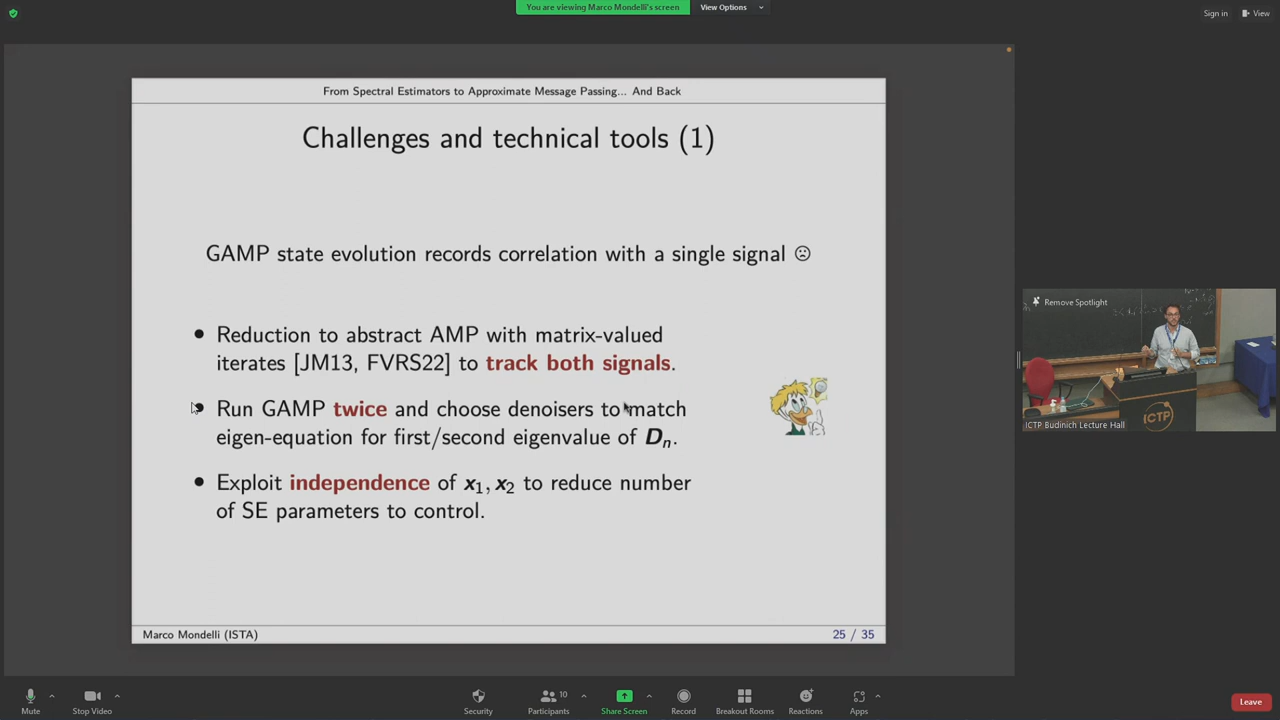 You are viewing Marco Mondelli's screen
View Options
Sign in
View
From Spectral Estimators to Approximate Message Passing... And Back
Challenges and technical tools (1)
GAMP state evolution records correlation with a single signal ☹
• Reduction to abstract AMP with matrix-valued
iterates [JM13, FVRS22] to track both signals.
• Run GAMP twice and choose denoisers to match
eigen-equation for first/second eigenvalue of Dn.
• Exploit independence of x1, x2 to reduce number
of SE parameters to control.
Marco Mondelli (ISTA)
25 / 35
Remove Spotlight
ICTP
ICTP Budinich Lecture Hall
Mute
Stop Video
Security
Participants
10
Share Screen
Record
Breakout Rooms
Reactions
Apps
Leave